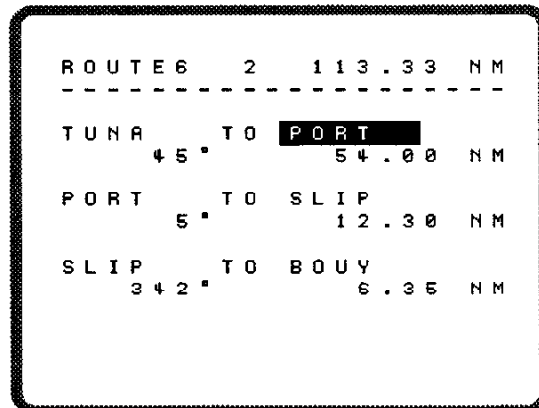 ROUTE6 2 113.33 NM
TUNA TO PORT
45° 54.00 NM
PORT TO SLIP
5° 12.30 NM
SLIP TO BOUY
342° 6.35 NM